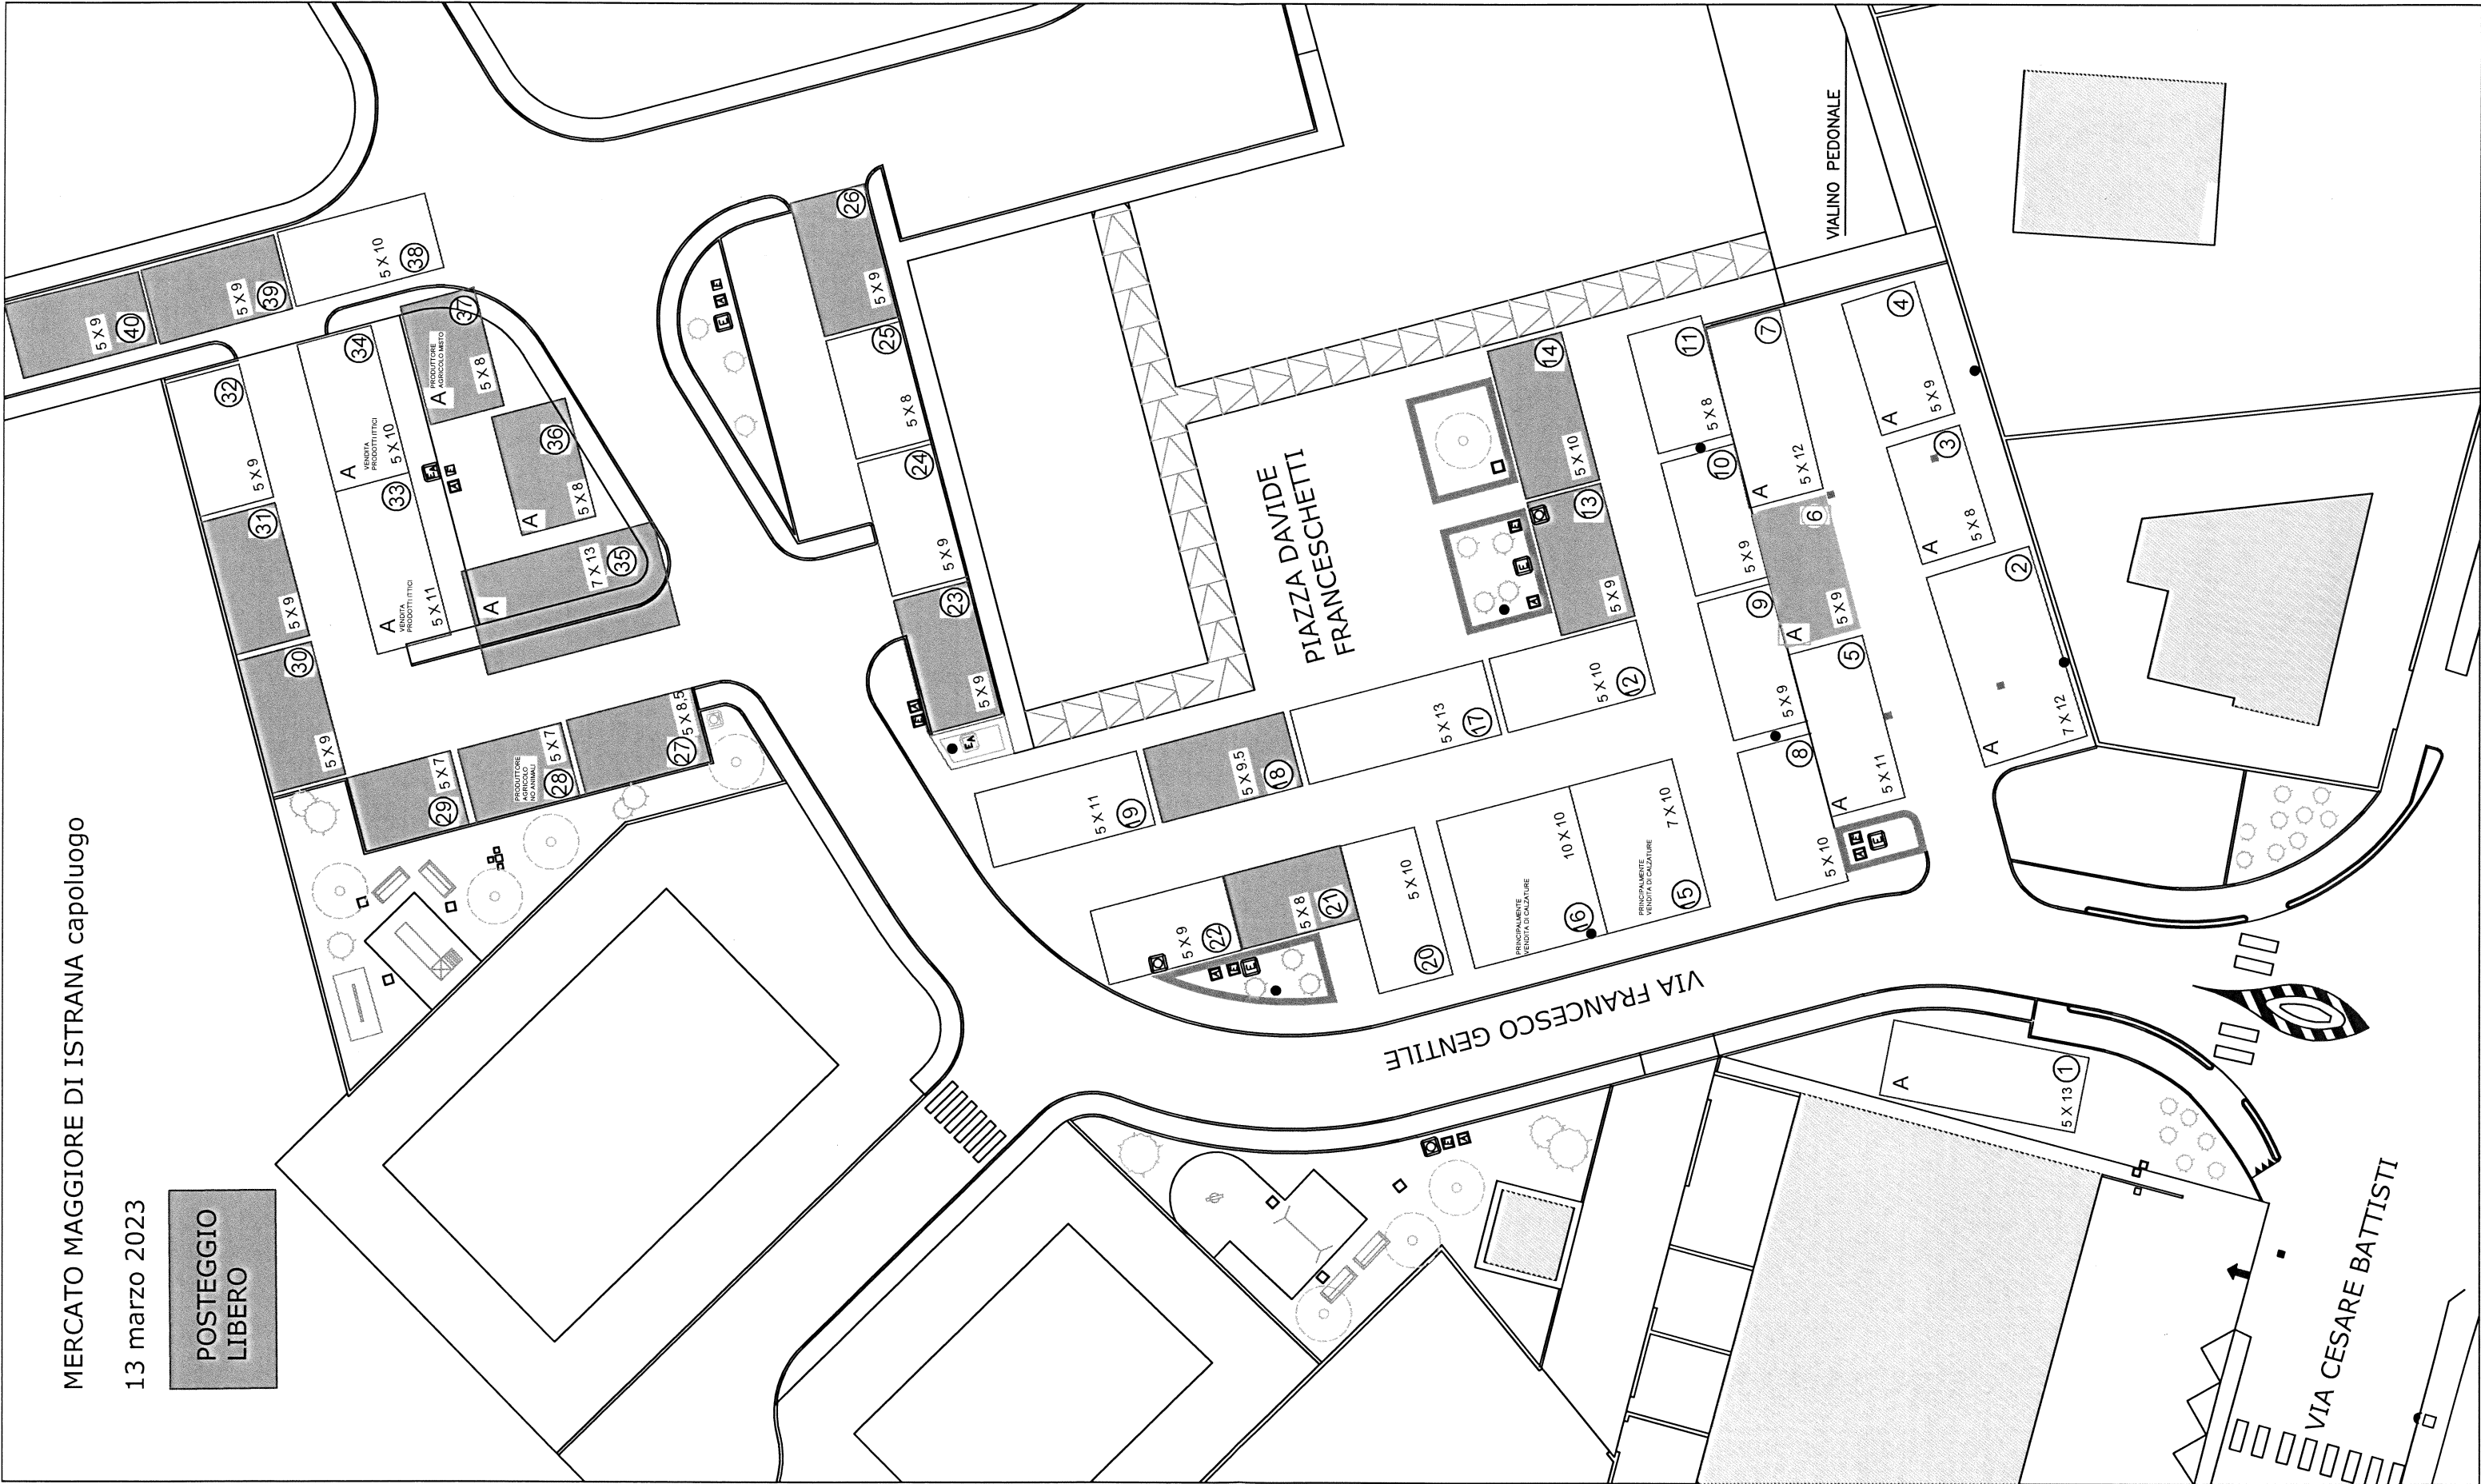 MERCATO MAGGIORE DI ISTRANA capoluogo
13 marzo 2023
POSTEGGIO
LIBERO
5 X 9
40
5 X 9
39
5 X 10
38
32
5 X 9
31
5 X 9
30
5 X 9
34
A
VENDITA
PRODOTTI ITTICI
5 X 10
33
A
VENDITA
PRODOTTI ITTICI
5 X 11
37
PRODUTTORE
AGRICOLO MISTO
A
5 X 8
36
A
5 X 8
7 X 13
35
A
EA
A
E
5 X 7
29
PRODUTTORE
AGRICOLO
NO ANIMALI
5 X 7
28
5 X 8,5
27
26
5 X 9
25
5 X 8
24
5 X 9
23
5 X 9
E
EA
PIAZZA DAVIDE
FRANCESCHETTI
VIALINO PEDONALE
14
5 X 10
13
5 X 9
5 X 10
12
5 X 13
17
5 X 9.5
18
5 X 11
19
5 X 9
22
5 X 8
21
5 X 10
20
PRINCIPALMENTE
VENDITA DI CALZATURE
10 X 10
16
PRINCIPALMENTE
VENDITA DI CALZATURE
7 X 10
15
11
5 X 8
10
5 X 9
9
5 X 9
8
5 X 10
7
A
5 X 12
6
A
5 X 9
5
A
5 X 11
4
A
5 X 9
3
A
5 X 8
2
A
7 X 12
A
5 X 13
1
VIA FRANCESCO GENTILE
VIA CESARE BATTISTI